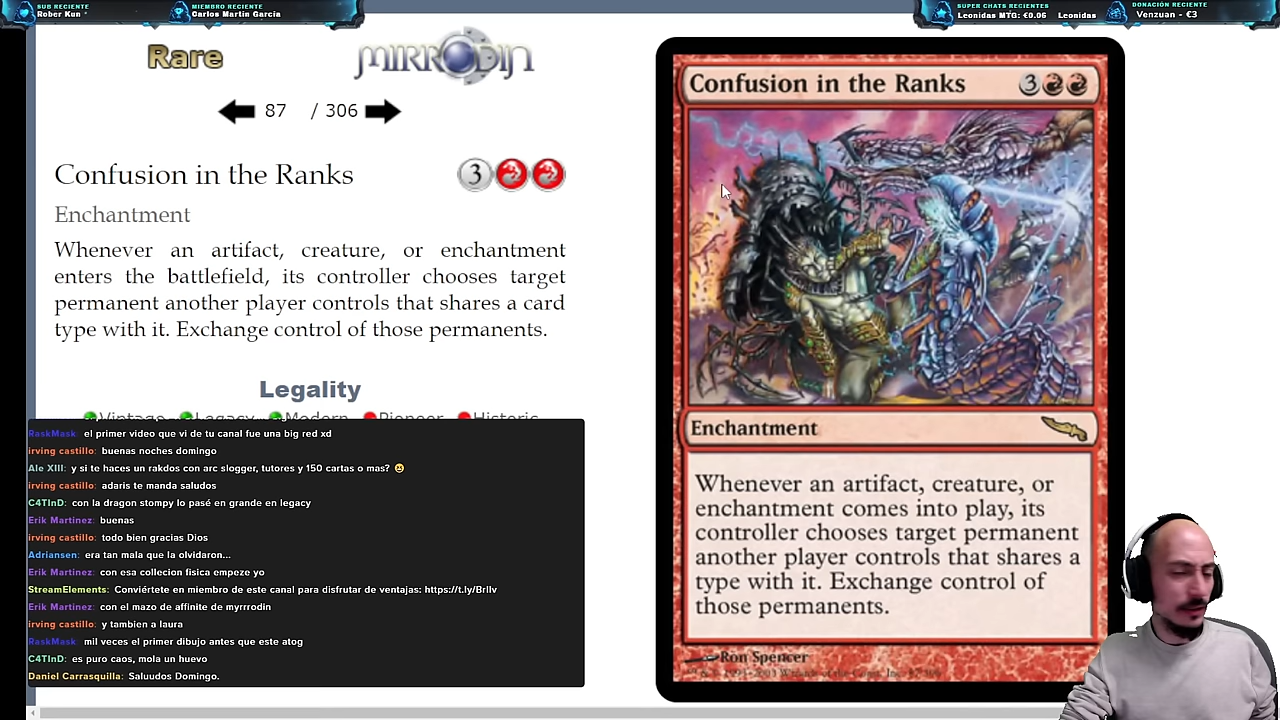 SUB RECIENTE
Rober Kun
MIEMBRO RECIENTE
Carlos Martin Garcia
SUPER CHATS RECIENTES
Leonidas MTG: €0.06 Leonidas
DONACIÓN RECIENTE
Venzuan - €3
Rare
MIRRODIN
87 / 306
Confusion in the Ranks
3
Enchantment
Whenever an artifact, creature, or enchantment
enters the battlefield, its controller chooses target
permanent another player controls that shares a card
type with it. Exchange control of those permanents.
Legality
Vintage Legacy Modern Pioneer Historic
RaskMask: el primer video que vi de tu canal fue una big red xd
irving castillo: buenas noches domingo
Ale XIII: y si te haces un rakdos con arc slogger, tutores y 150 cartas o mas? 😃
irving castillo: adaris te manda saludos
C4TInD: con la dragon stompy lo pasé en grande en legacy
Erik Martinez: buenas
irving castillo: todo bien gracias Dios
Adriansen: era tan mala que la olvidaron...
Erik Martinez: con esa collecion fisica empeze yo
StreamElements: Conviértete en miembro de este canal para disfrutar de ventajas: https://t.ly/Brllv
Erik Martinez: con el mazo de affinite de myrrrodin
irving castillo: y tambien a laura
RaskMask: mil veces el primer dibujo antes que este atog
C4TInD: es puro caos, mola un huevo
Daniel Carrasquilla: Saludos Domingo.
Confusion in the Ranks
3
Enchantment
Whenever an artifact, creature, or
enchantment comes into play, its
controller chooses target permanent
another player controls that shares a
type with it. Exchange control of
those permanents.
Ron Spencer